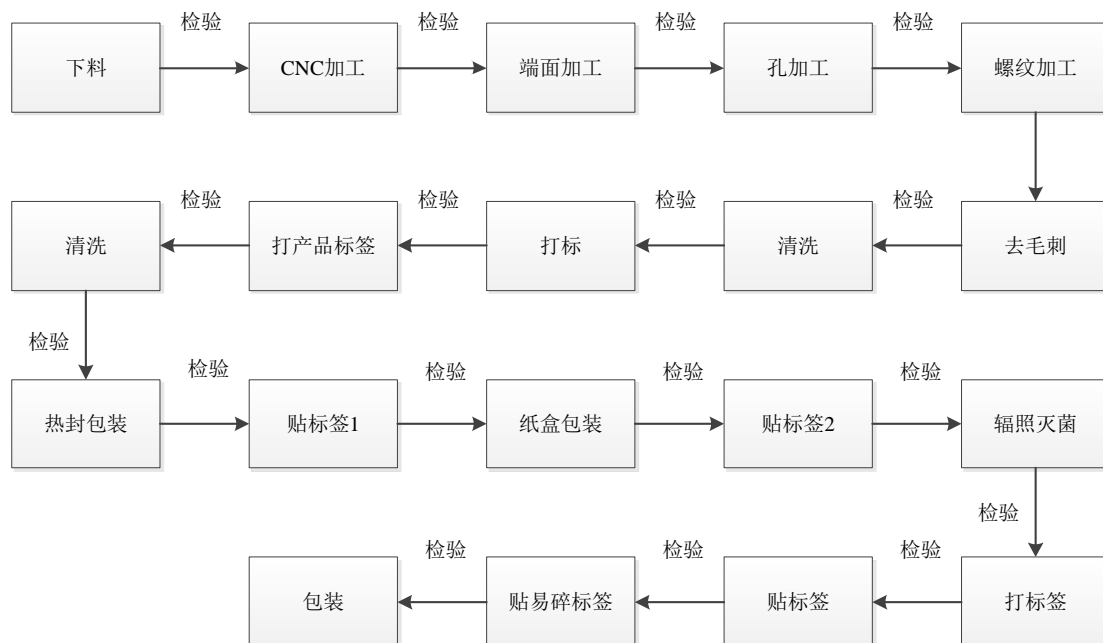 检验 检验 检验 检验
下料 CNC加工 端面加工 孔加工 螺纹加工
检验 检验 检验 检验
清洗 打产品标签 打标 清洗 去毛刺
检验
检验 检验 检验 检验
热封包装 贴标签1 纸盒包装 贴标签2 辐照灭菌
检验
检验 检验 检验
包装 贴易碎标签 贴标签 打标签